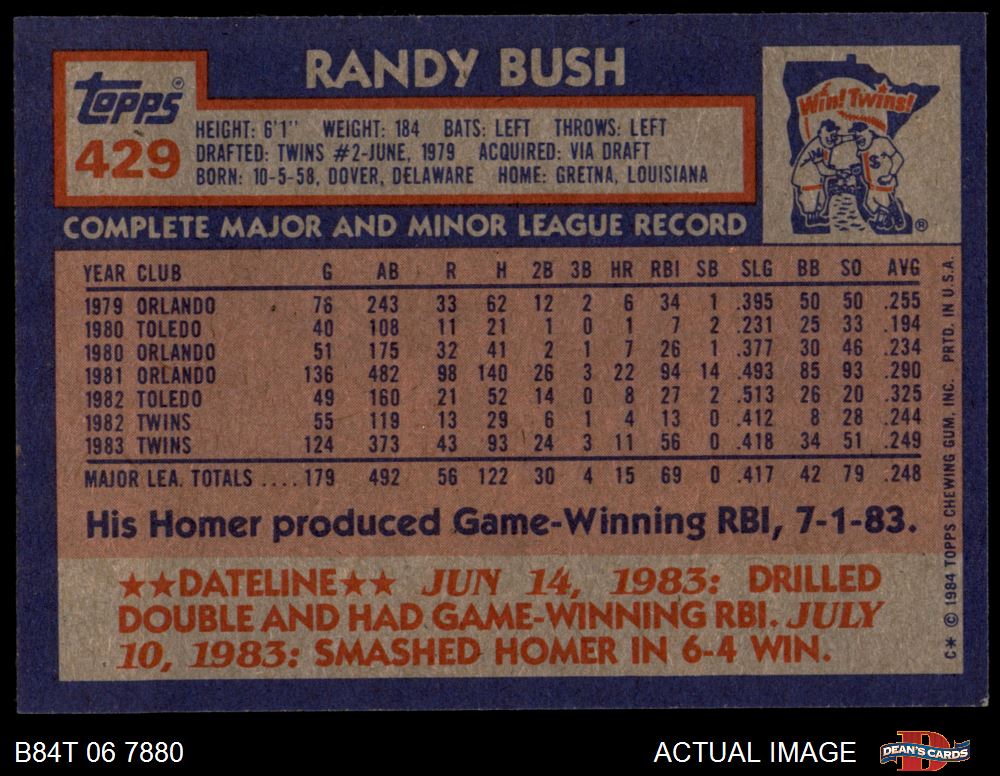 RANDY BUSH
TOPPS®
429
HEIGHT: 6'1" WEIGHT: 184 BATS: LEFT THROWS: LEFT
DRAFTED: TWINS #2-JUNE, 1979 ACQUIRED: VIA DRAFT
BORN: 10-5-58, DOVER, DELAWARE HOME: GRETNA, LOUISIANA
Win! Twins!
M
S
®
COMPLETE MAJOR AND MINOR LEAGUE RECORD
YEAR CLUB G AB R H 2B 3B HR RBI SB SLG BB SO AVG
1979 ORLANDO 76 243 33 62 12 2 6 34 1 .395 50 50 .255
1980 TOLEDO 40 108 11 21 1 0 1 7 2 .231 25 33 .194
1980 ORLANDO 51 175 32 41 2 1 7 26 1 .377 30 46 .234
1981 ORLANDO 136 482 98 140 26 3 22 94 14 .493 85 93 .290
1982 TOLEDO 49 160 21 52 14 0 8 27 2 .513 26 20 .325
1982 TWINS 55 119 13 29 6 1 4 13 0 .412 8 28 .244
1983 TWINS 124 373 43 93 24 3 11 56 0 .418 34 51 .249
MAJOR LEA. TOTALS .... 179 492 56 122 30 4 15 69 0 .417 42 79 .248
His Homer produced Game-Winning RBI, 7-1-83.
★★DATELINE★★ JUN 14, 1983: DRILLED
DOUBLE AND HAD GAME-WINNING RBI. JULY
10, 1983: SMASHED HOMER IN 6-4 WIN.
C* © 1984 TOPPS CHEWING GUM, INC. PRTD. IN U.S.A.
B84T 06 7880
ACTUAL IMAGE
D
DEAN'S CARDS